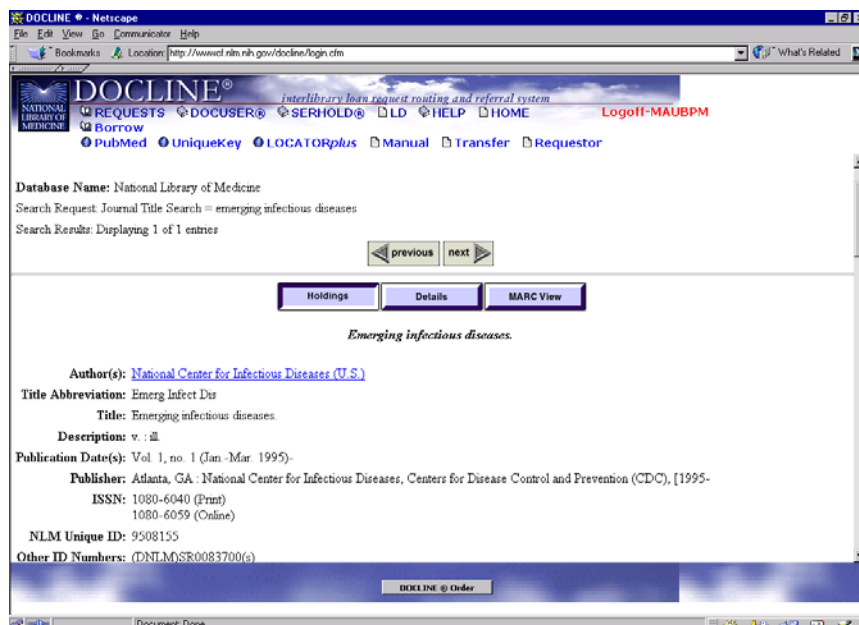 DOCLINE ® - Netscape
File Edit View Go Communicator Help
Bookmarks Location: http://wwwcf.nlm.nih.gov/docline/login.cfm What's Related
NATIONAL LIBRARY OF MEDICINE
DOCLINE®
interlibrary loan request routing and referral system
REQUESTS DOCUSER® SERHOLD® LD HELP HOME Logoff-MAUBPM
Borrow
PubMed UniqueKey LOCATORplus Manual Transfer Requestor
Database Name: National Library of Medicine
Search Request: Journal Title Search = emerging infectious diseases
Search Results: Displaying 1 of 1 entries
previous next
Holdings Details MARC View
Emerging infectious diseases.
Author(s): National Center for Infectious Diseases (U.S.)
Title Abbreviation: Emerg Infect Dis
Title: Emerging infectious diseases.
Description: v. : ill.
Publication Date(s): Vol. 1, no. 1 (Jan.-Mar. 1995)-
Publisher: Atlanta, GA : National Center for Infectious Diseases, Centers for Disease Control and Prevention (CDC), [1995-
ISSN: 1080-6040 (Print)
1080-6059 (Online)
NLM Unique ID: 9508155
Other ID Numbers: (DNLM)SR0083700(s)
DOCLINE ® Order
Document: Done